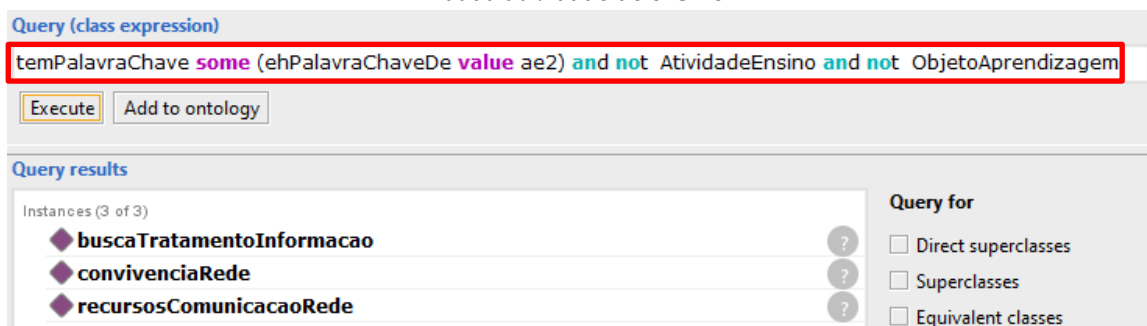 Query (class expression)
temPalavraChave some (ehPalavraChaveDe value ae2) and not AtividadeEnsino and not ObjetoAprendizagem
Execute Add to ontology
Query results
Instances (3 of 3)
buscaTratamentoInformacao ?
convivenciaRede ?
recursosComunicacaoRede ?
Query for
Direct superclasses
Superclasses
Equivalent classes